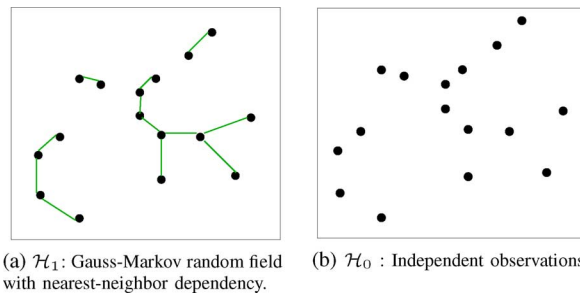 (a) ℋ₁: Gauss-Markov random field
with nearest-neighbor dependency.
(b) ℋ₀ : Independent observations